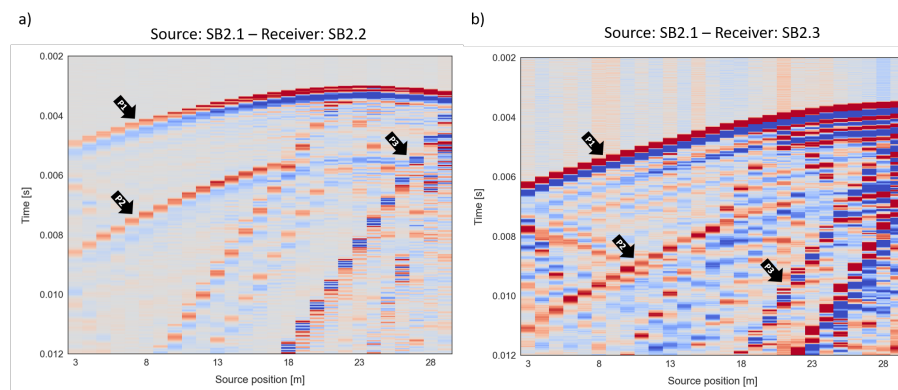 a)
Source: SB2.1 – Receiver: SB2.2
0.002
0.004
0.006
0.008
0.010
0.012
Time [s]
P1
P2
P3
3 8 13 18 23 28
Source position [m]
b)
Source: SB2.1 – Receiver: SB2.3
0.002
0.004
0.006
0.008
0.010
0.012
Time [s]
P1
P2
P3
3 8 13 18 23 28
Source position [m]